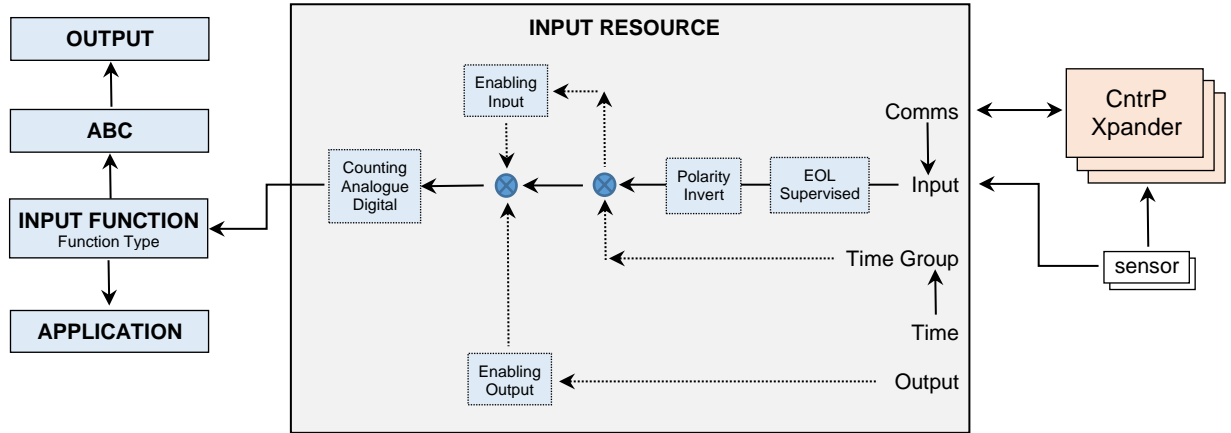 OUTPUT
ABC
INPUT FUNCTION
Function Type
APPLICATION
INPUT RESOURCE
Enabling
Input
Counting
Analogue
Digital
Polarity
Invert
EOL
Supervised
Comms
Input
Time Group
Time
Enabling
Output
Output
CntrP
Xpander
sensor